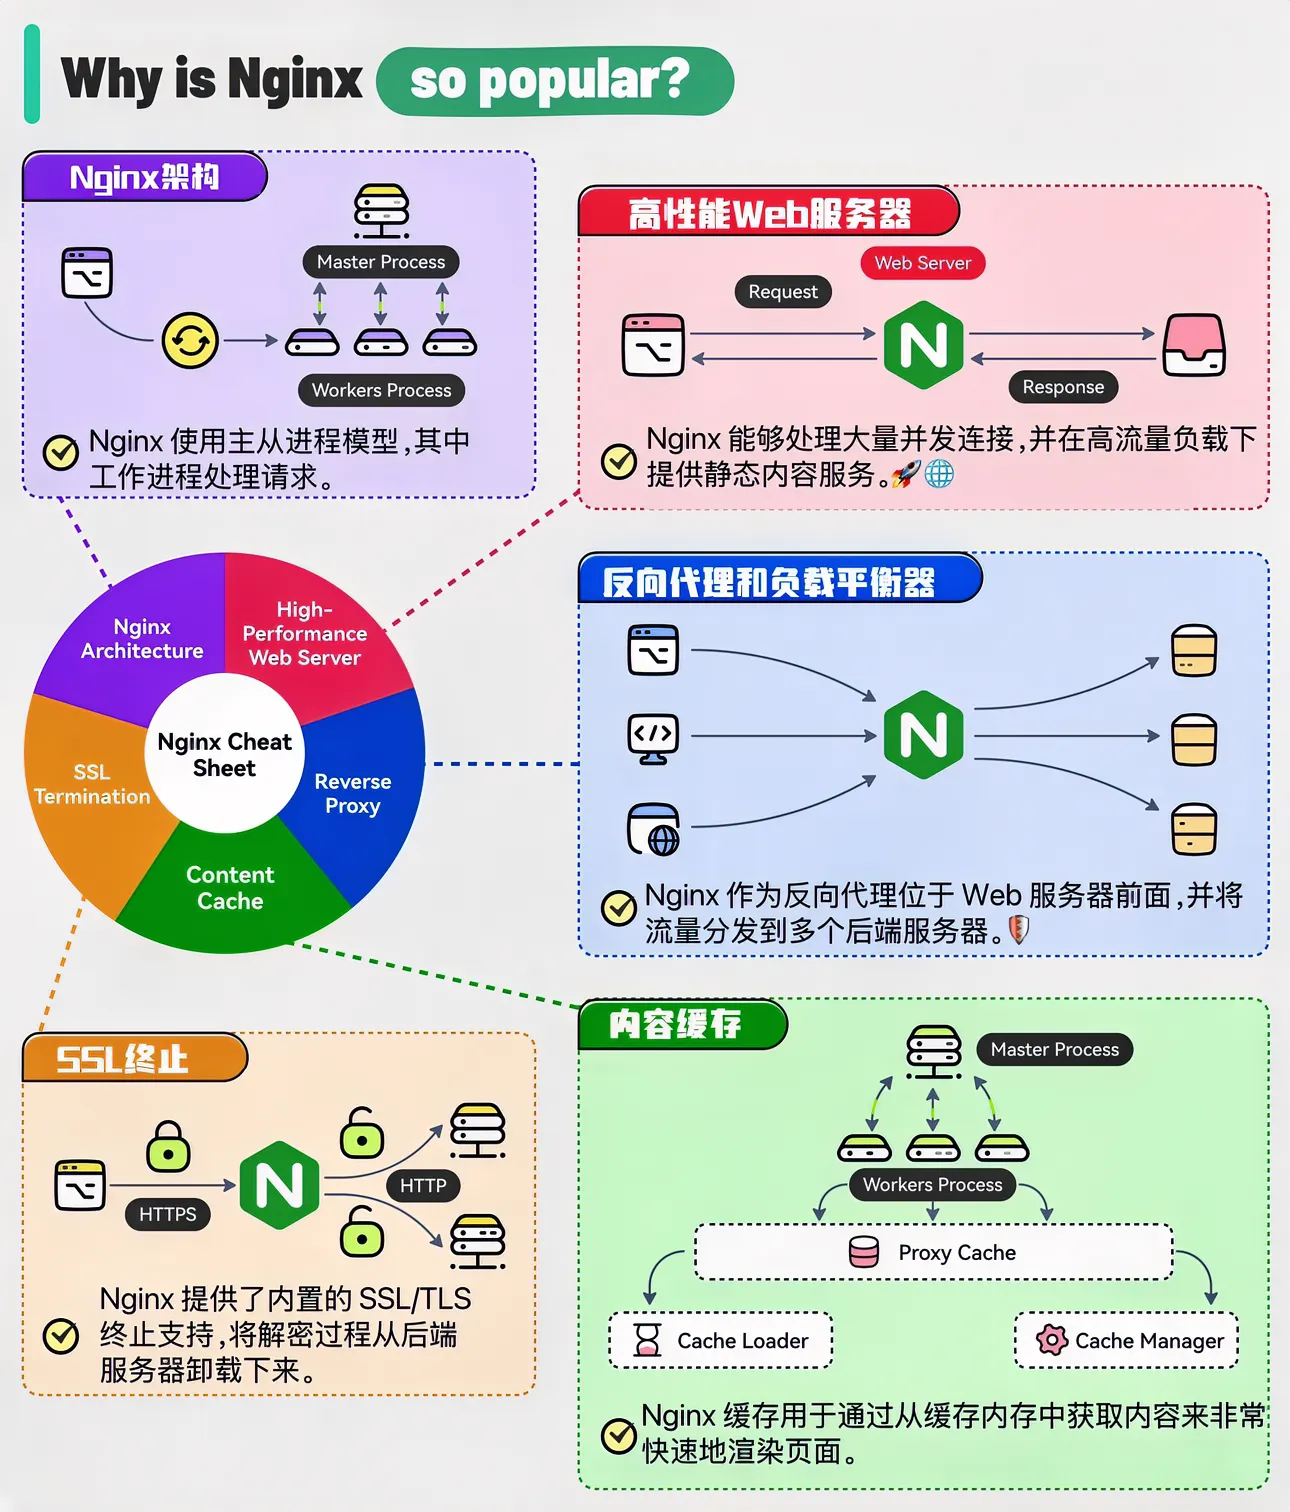 Why is Nginx so popular?
Nginx架构
Master Process
Workers Process
Nginx 使用主从进程模型,其中
工作进程处理请求。
高性能Web服务器
Web Server
Request
N
Response
Nginx 能够处理大量并发连接,并在高流量负载下
提供静态内容服务。🚀🌐
Nginx
Architecture
High-
Performance
Web Server
Nginx Cheat
Sheet
SSL
Termination
Reverse
Proxy
Content
Cache
反向代理和负载平衡器
N
Nginx 作为反向代理位于 Web 服务器前面,并将
流量分发到多个后端服务器。
SSL终止
HTTPS
N
HTTP
Nginx 提供了内置的 SSL/TLS
终止支持,将解密过程从后端
服务器卸载下来。
内容缓存
Master Process
Workers Process
Proxy Cache
Cache Loader
Cache Manager
Nginx 缓存用于通过从缓存内存中获取内容来非常
快速地渲染页面。